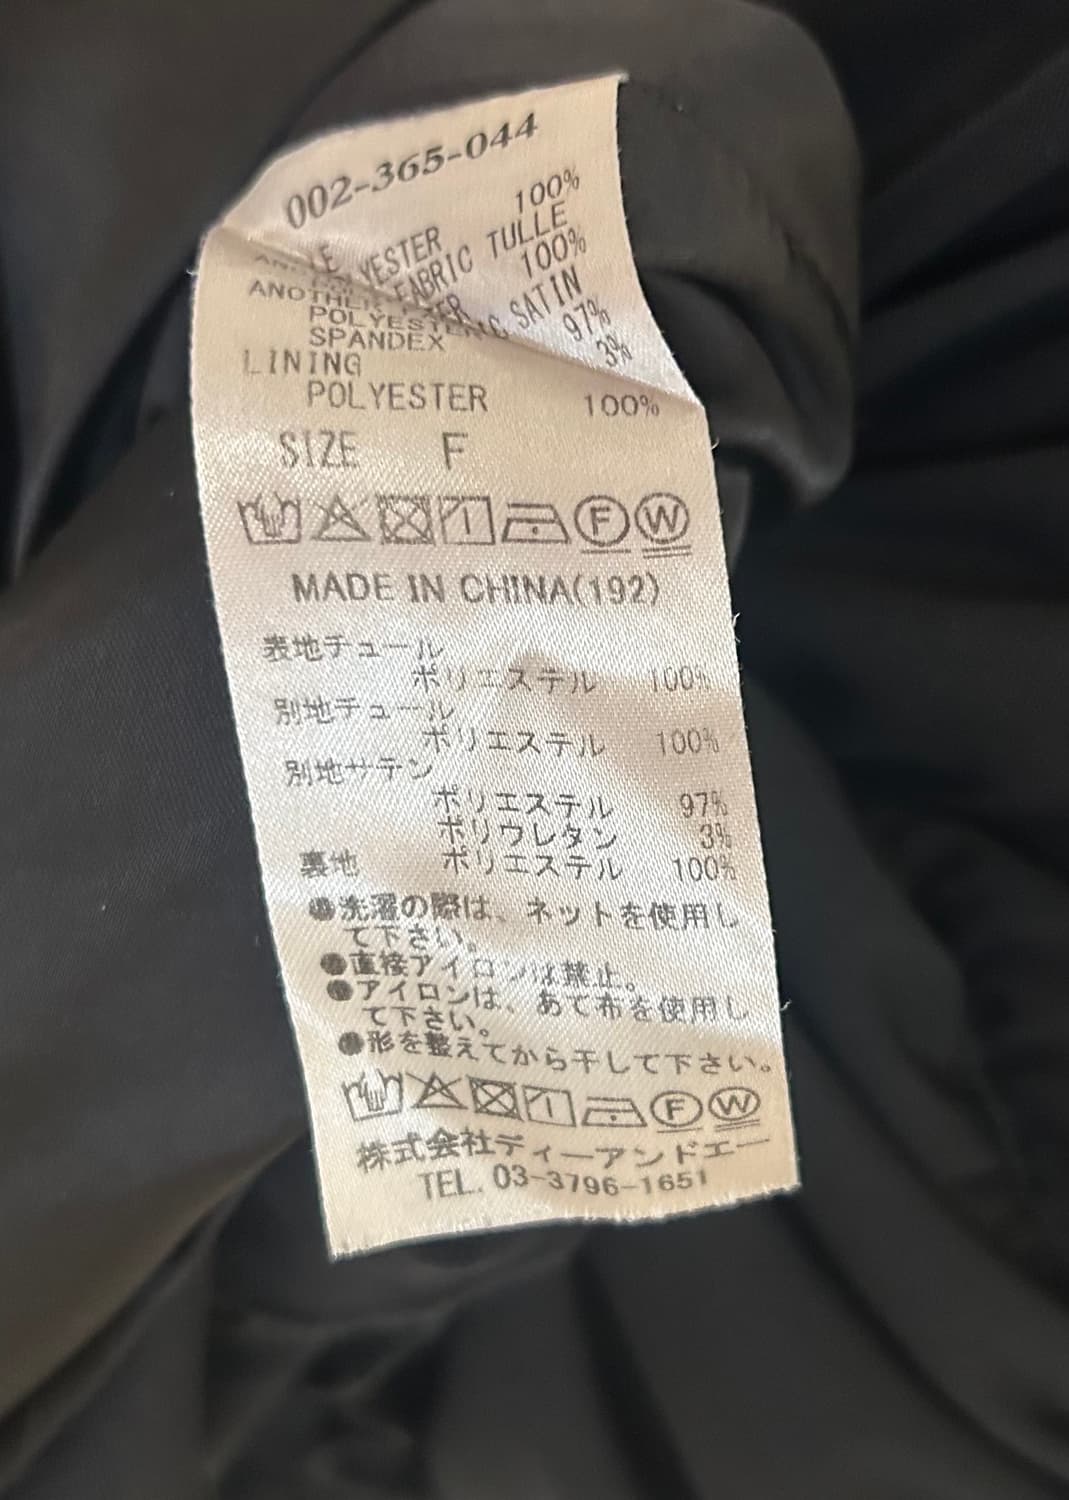 002-365-044
POLYESTER 100%
FABRIC TULLE
100%
ANOTHER SATIN
POLYESTER 97%
SPANDEX 3%
LINING
POLYESTER 100%
SIZE F
F W
MADE IN CHINA(192)
表地チュール
ポリエステル 100%
別地チュール
ポリエステル 100%
別地サテン
ポリエステル 97%
ポリウレタン 3%
裏地 ポリエステル 100%
●洗濯の際は、ネットを使用し
て下さい。
●直接アイロンは禁止。
●アイロンは、あて布を使用し
て下さい。
●形を整えてから干して下さい。
F W
株式会社ディーアンドエー
TEL. 03-3796-1651